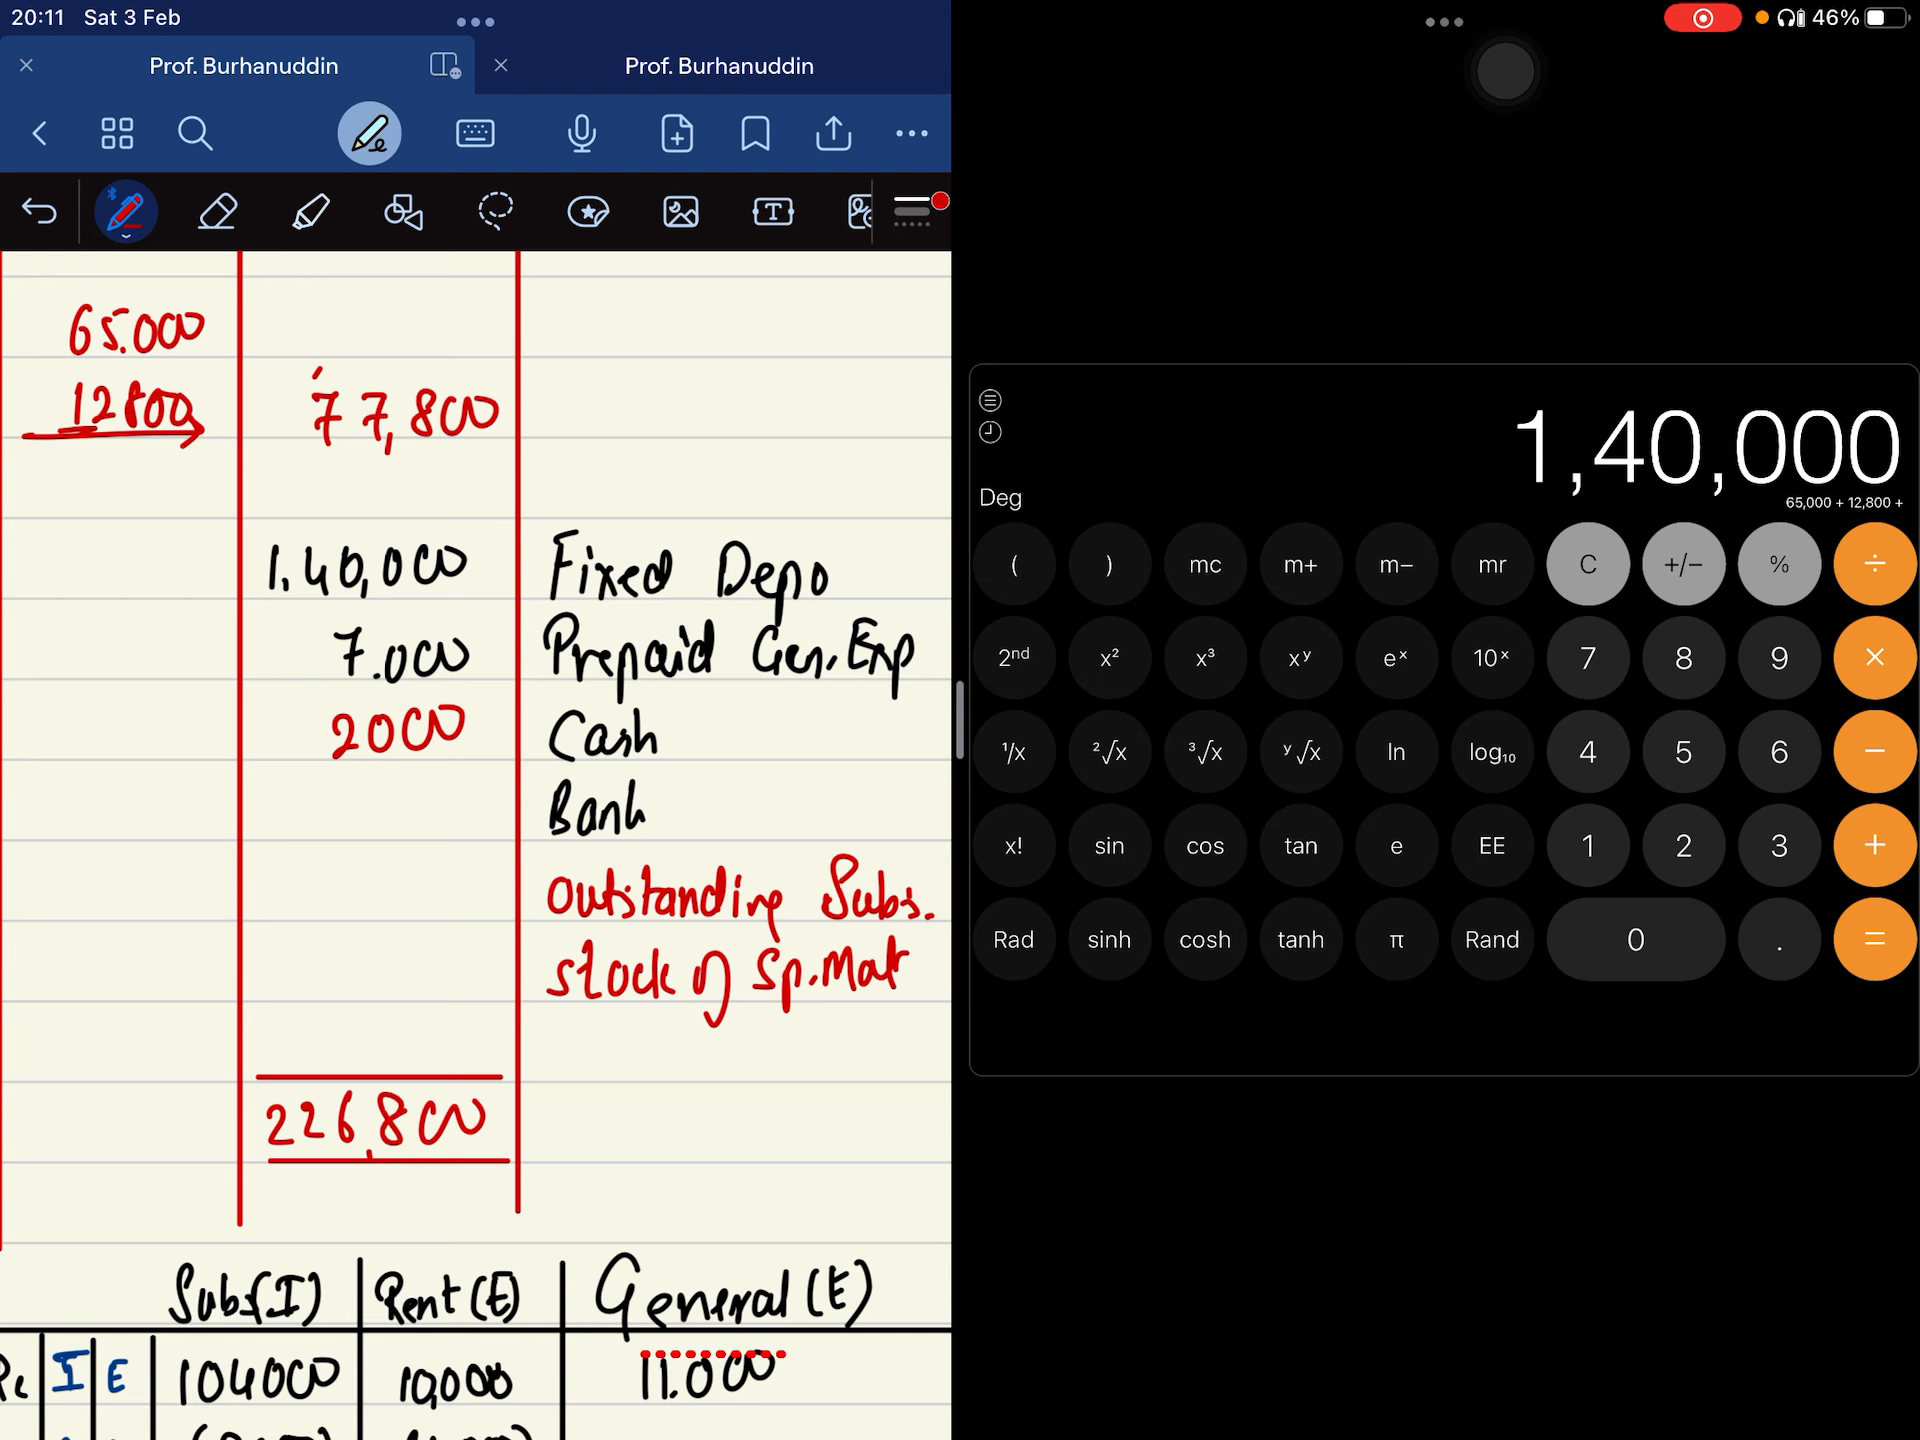 20:11 Sat 3 Feb
46%
Prof. Burhanuddin
Prof. Burhanuddin
65.000
12800
77,800
1,40,000 Fixed Depo
7.000 Prepaid Gen. Exp
2000 Cash
Bank
Outstanding Subs.
stock of Sp. Mat
226,800
Subs(I) Rent (E) General (E)
I E 104000 10,000 11.000
1,40,000
65,000 + 12,800 +
Deg
( ) mc m+ m− mr C +/− % ÷
2nd x² x³ xʸ eˣ 10ˣ 7 8 9 ×
¹/x ²√x ³√x ʸ√x ln log₁₀ 4 5 6 −
x! sin cos tan e EE 1 2 3 +
Rad sinh cosh tanh π Rand 0 . =